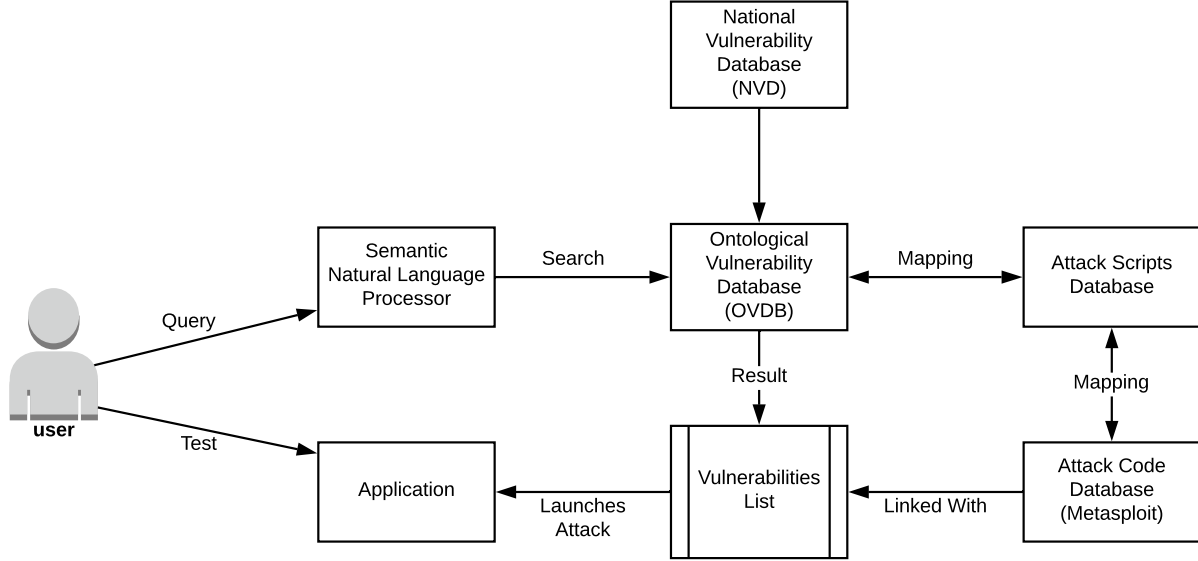 National
Vulnerability
Database
(NVD)
Semantic
Natural Language
Processor
Search
Ontological
Vulnerability
Database
(OVDB)
Mapping
Attack Scripts
Database
Query
user
Test
Result
Mapping
Application
Launches
Attack
Vulnerabilities
List
Linked With
Attack Code
Database
(Metasploit)